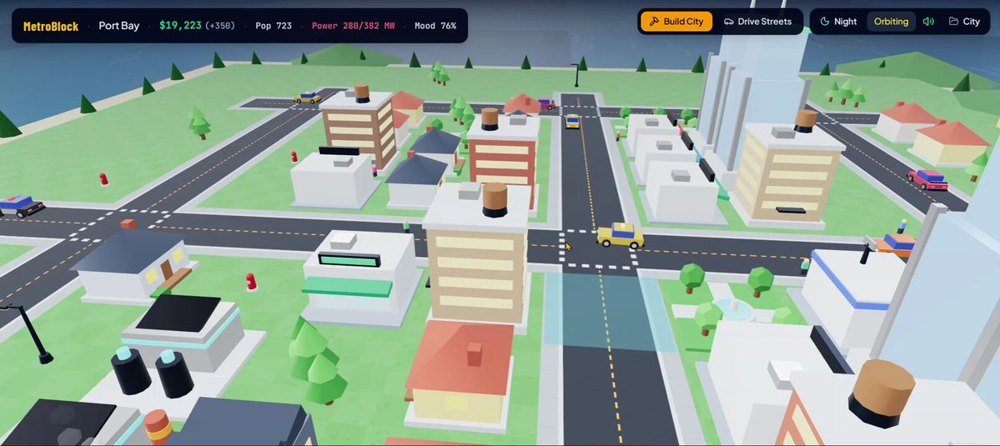 MetroBlock · Port Bay · $19,223 (+350) · Pop 723 · Power 280/382 MW · Mood 76%
Build City Drive Streets Night Orbiting City